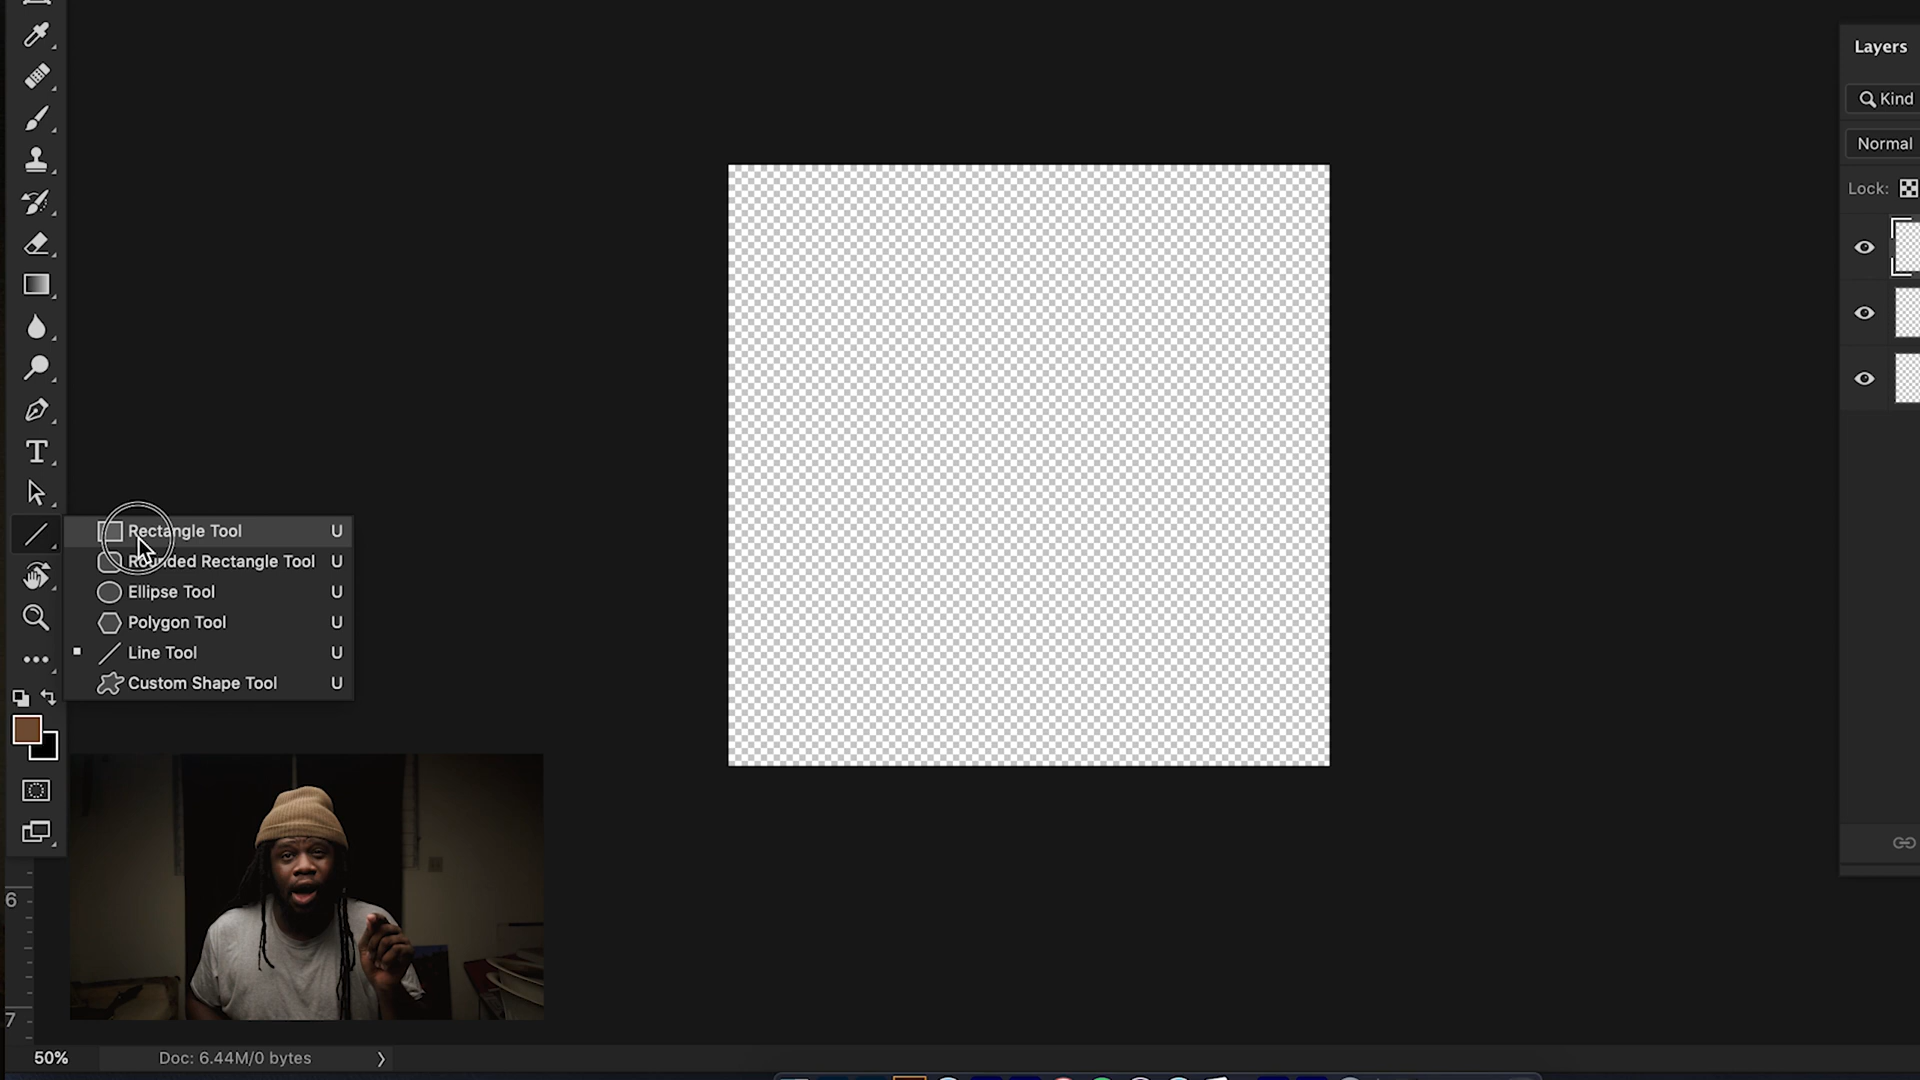 Layers
Kind
Normal
Lock:
T
Rectangle Tool U
Rounded Rectangle Tool U
Ellipse Tool U
Polygon Tool U
Line Tool U
Custom Shape Tool U
6
7
50% Doc: 6.44M/0 bytes